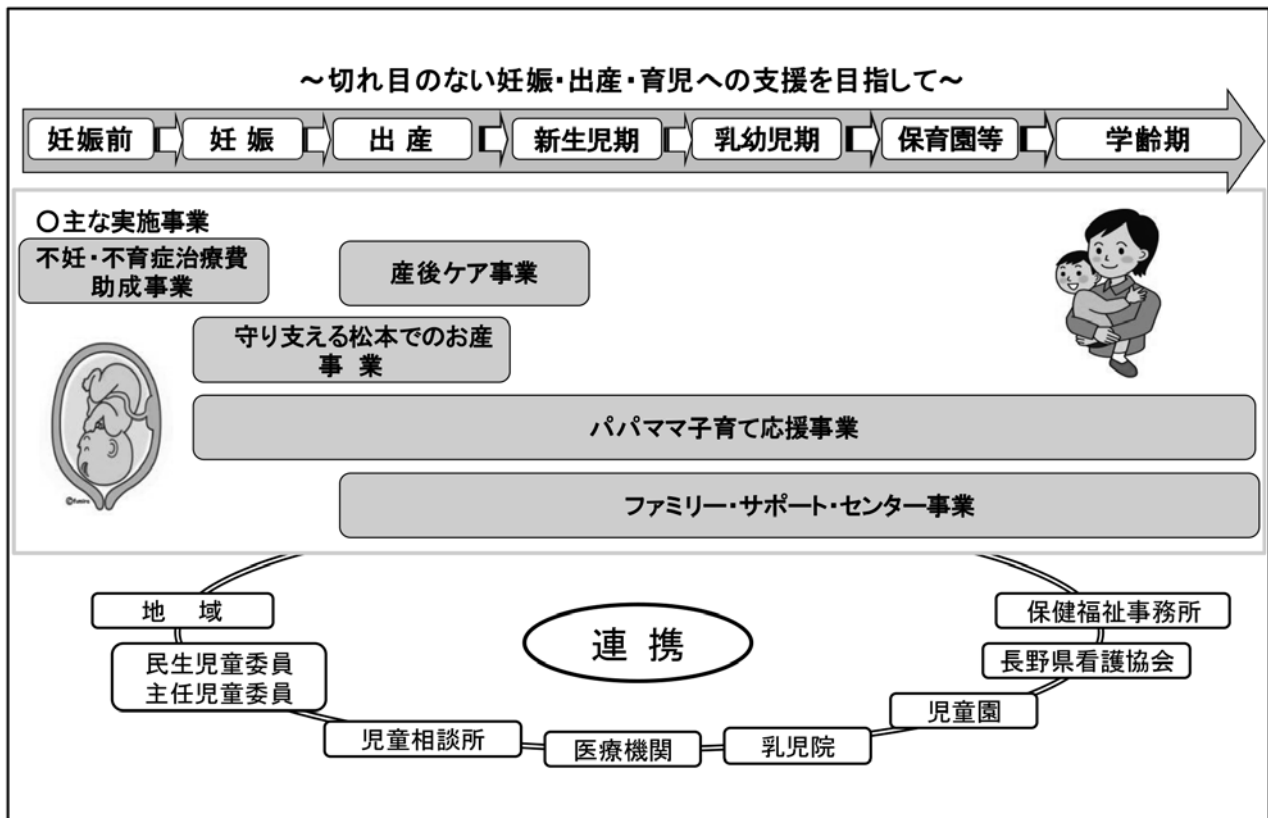 ～切れ目のない妊娠・出産・育児への支援を目指して～
妊娠前
妊 娠
出 産
新生児期
乳幼児期
保育園等
学齢期
○主な実施事業
不妊・不育症治療費
助成事業
産後ケア事業
守り支える松本でのお産
事 業
パパママ子育て応援事業
ファミリー・サポート・センター事業
地 域
保健福祉事務所
連 携
民生児童委員
主任児童委員
長野県看護協会
児童園
児童相談所
医療機関
乳児院